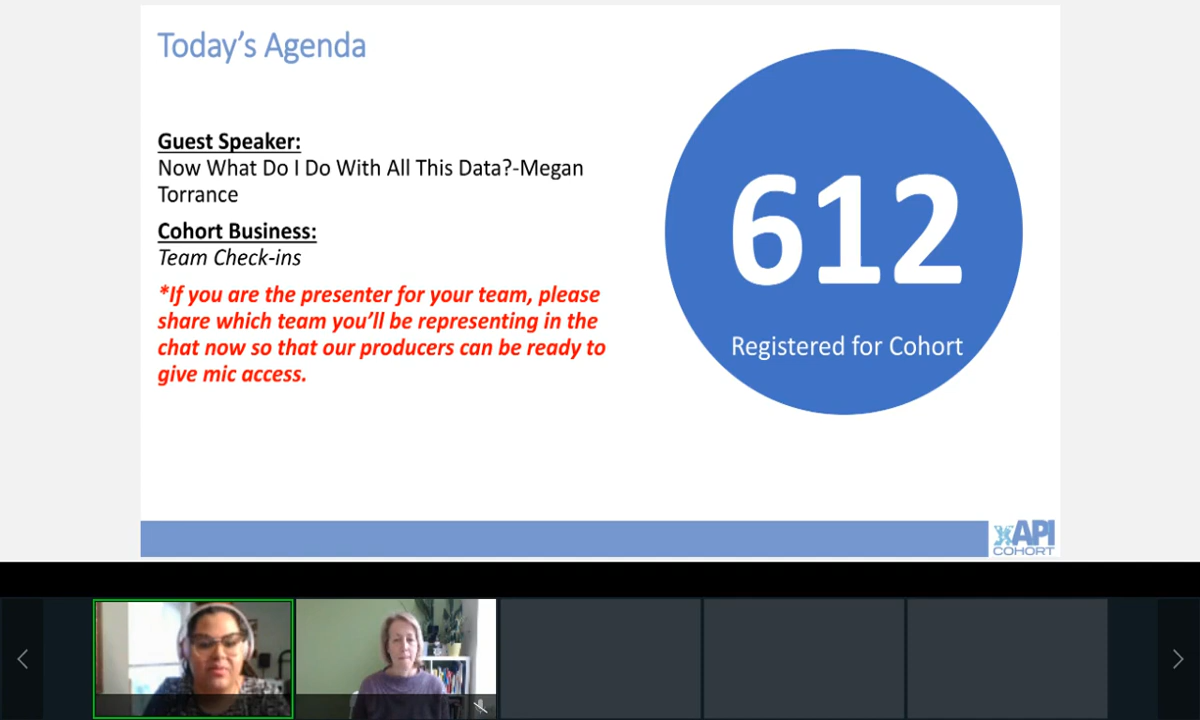 Today's Agenda
Guest Speaker:
Now What Do I Do With All This Data?-Megan
Torrance
Cohort Business:
Team Check-ins
*If you are the presenter for your team, please
share which team you'll be representing in the
chat now so that our producers can be ready to
give mic access.
612
Registered for Cohort
xAPI
COHORT